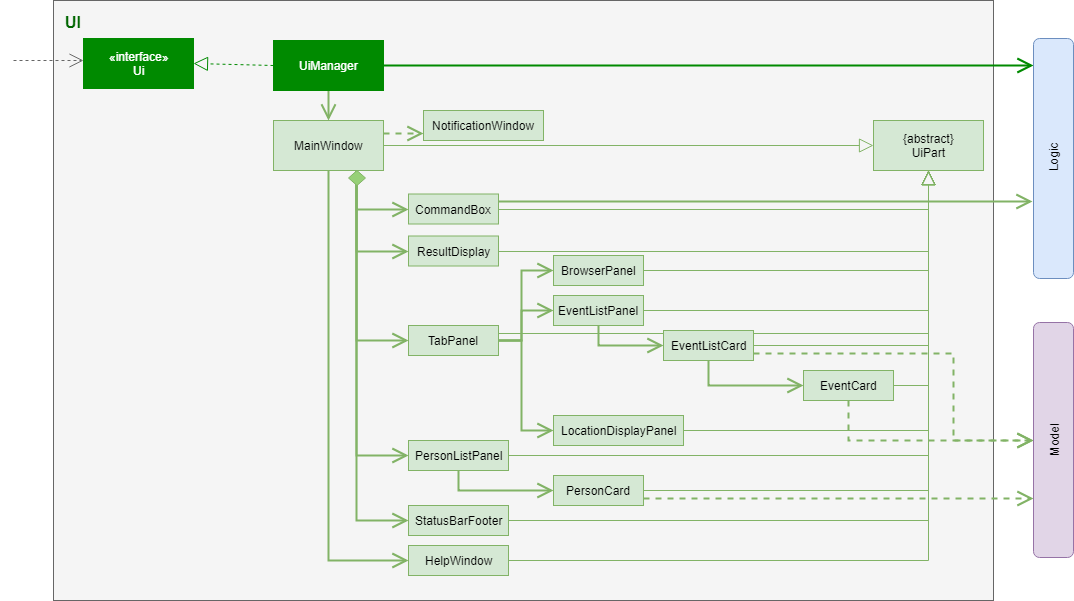 UI
«interface»
Ui
UiManager
MainWindow
NotificationWindow
{abstract}
UiPart
Logic
CommandBox
ResultDisplay
BrowserPanel
EventListPanel
TabPanel
EventListCard
EventCard
LocationDisplayPanel
Model
PersonListPanel
PersonCard
StatusBarFooter
HelpWindow